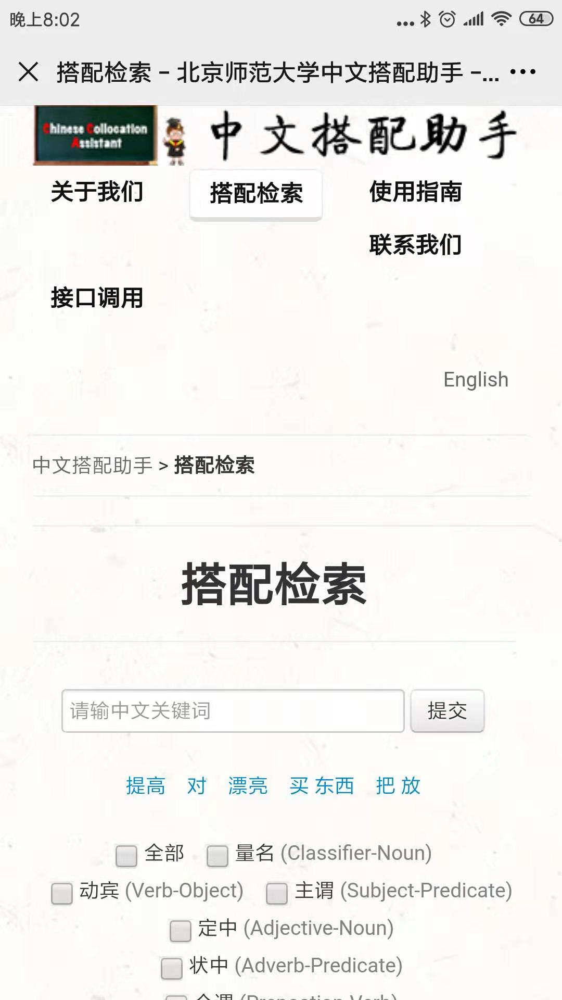 晚上8:02
64
搭配检索 – 北京师范大学中文搭配助手 –...
Chinese Collocation
Assistant
中文搭配助手
关于我们 搭配检索 使用指南
联系我们
接口调用
English
中文搭配助手 > 搭配检索
搭配检索
请输中文关键词 提交
提高 对 漂亮 买 东西 把 放
全部 量名 (Classifier-Noun)
动宾 (Verb-Object) 主谓 (Subject-Predicate)
定中 (Adjective-Noun)
状中 (Adverb-Predicate)